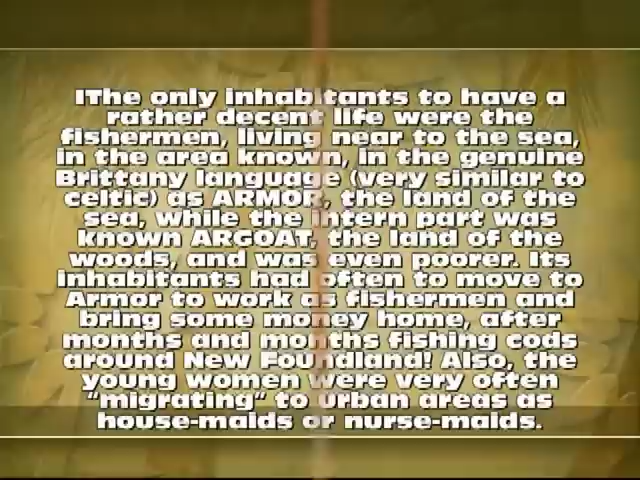 IThe only inhabitants to have a
rather decent life were the
fishermen, living near to the sea,
in the area known, in the genuine
Brittany language (very similar to
celtic) as ARMOR, the land of the
sea, while the intern part was
known ARGOAT, the land of the
woods, and was even poorer. Its
inhabitants had often to move to
Armor to work as fishermen and
bring some money home, after
months and months fishing cods
around New Foundland! Also, the
young women were very often
"migrating" to urban areas as
house-maids or nurse-maids.